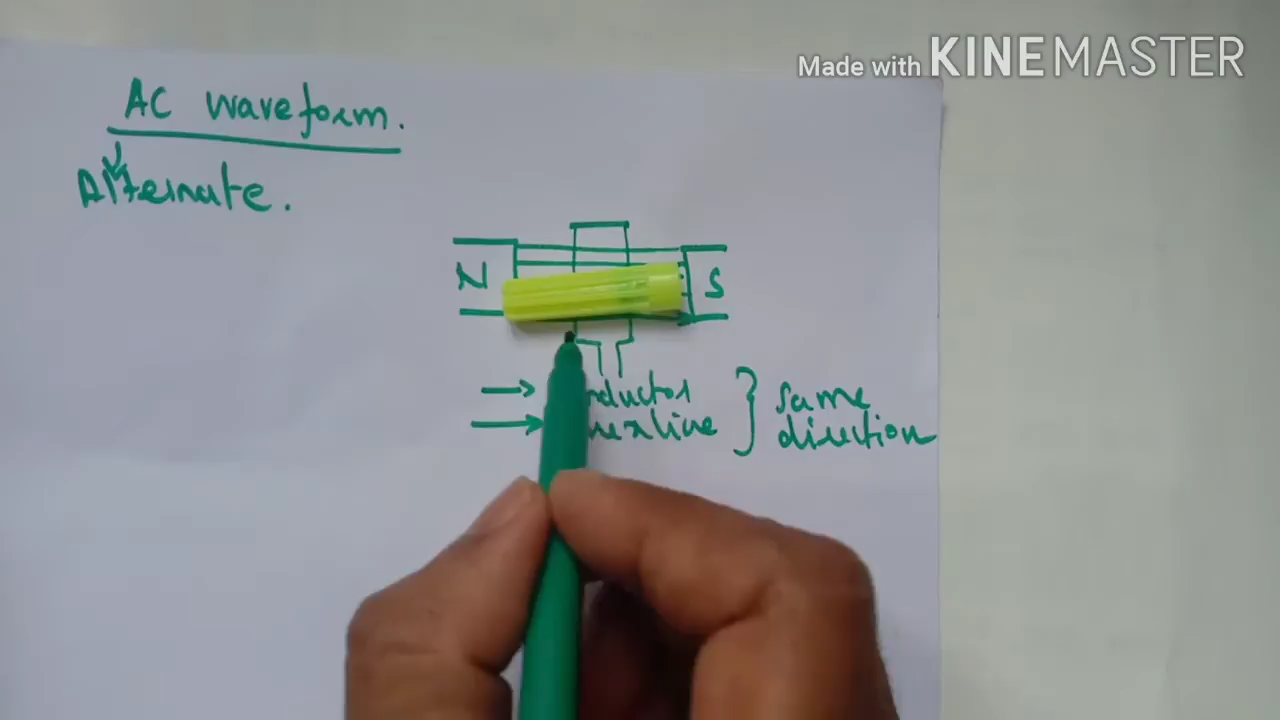 Made with KINEMASTER
AC waveform.
Alternate.
N
S
same
direction